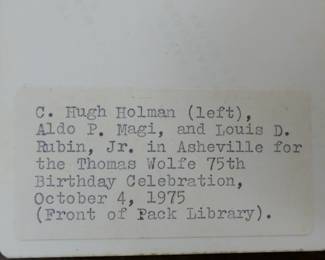 C. Hugh Holman (left),
Aldo P. Magi, and Louis D.
Rubin, Jr. in Asheville for
the Thomas Wolfe 75th
Birthday Celebration,
October 4, 1975
(Front of Pack Library).